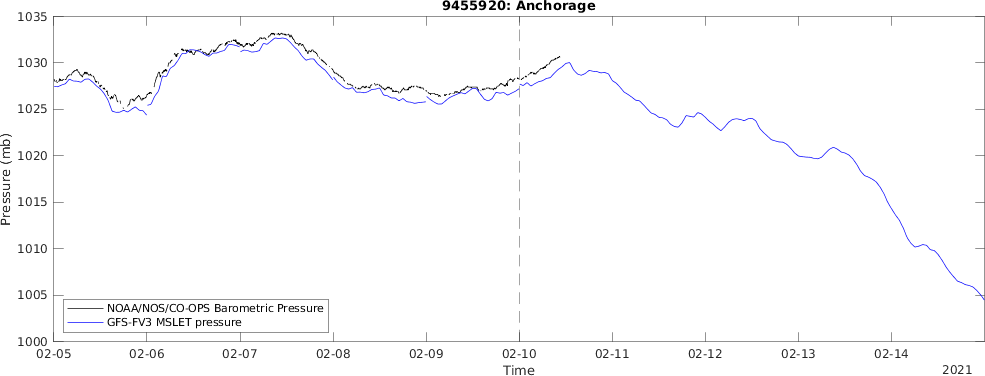 9455920: Anchorage
Pressure (mb)
1035
1030
1025
1020
1015
1010
1005
1000
NOAA/NOS/CO-OPS Barometric Pressure
GFS-FV3 MSLET pressure
02-05 02-06 02-07 02-08 02-09 02-10 02-11 02-12 02-13 02-14
Time
2021